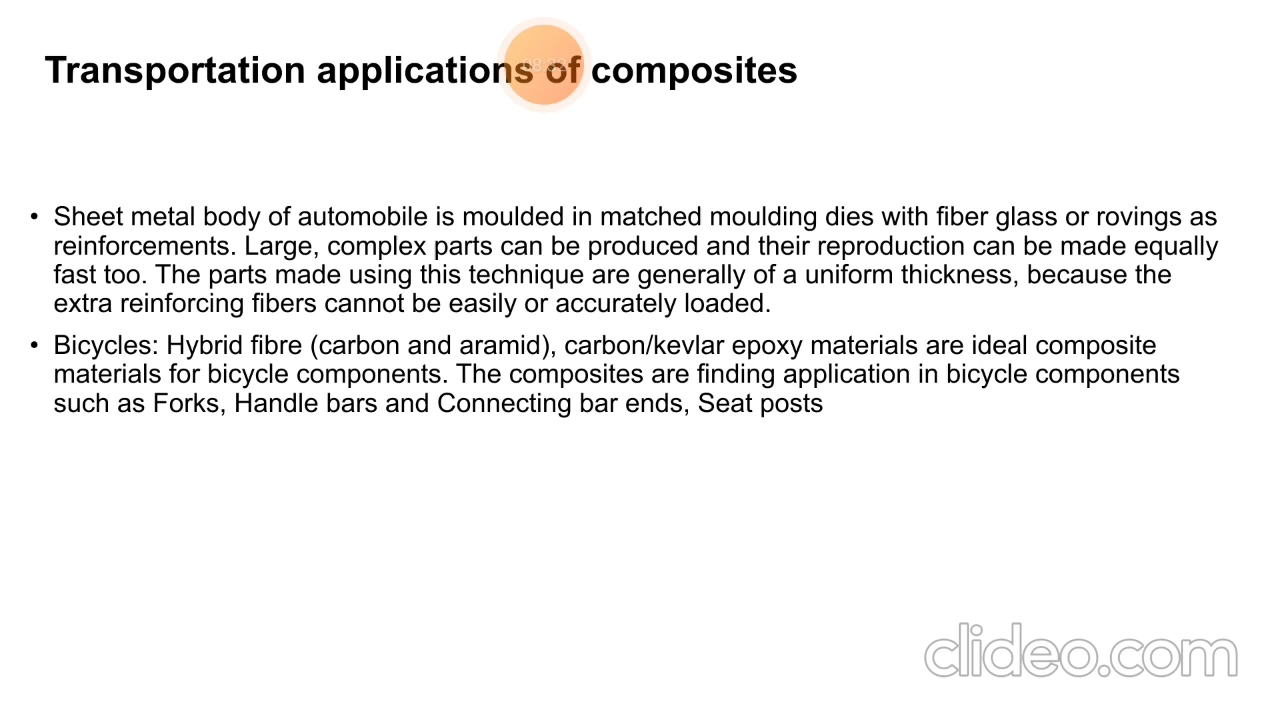 Transportation applications of composites
• Sheet metal body of automobile is moulded in matched moulding dies with fiber glass or rovings as
reinforcements. Large, complex parts can be produced and their reproduction can be made equally
fast too. The parts made using this technique are generally of a uniform thickness, because the
extra reinforcing fibers cannot be easily or accurately loaded.
• Bicycles: Hybrid fibre (carbon and aramid), carbon/kevlar epoxy materials are ideal composite
materials for bicycle components. The composites are finding application in bicycle components
such as Forks, Handle bars and Connecting bar ends, Seat posts
clideo.com